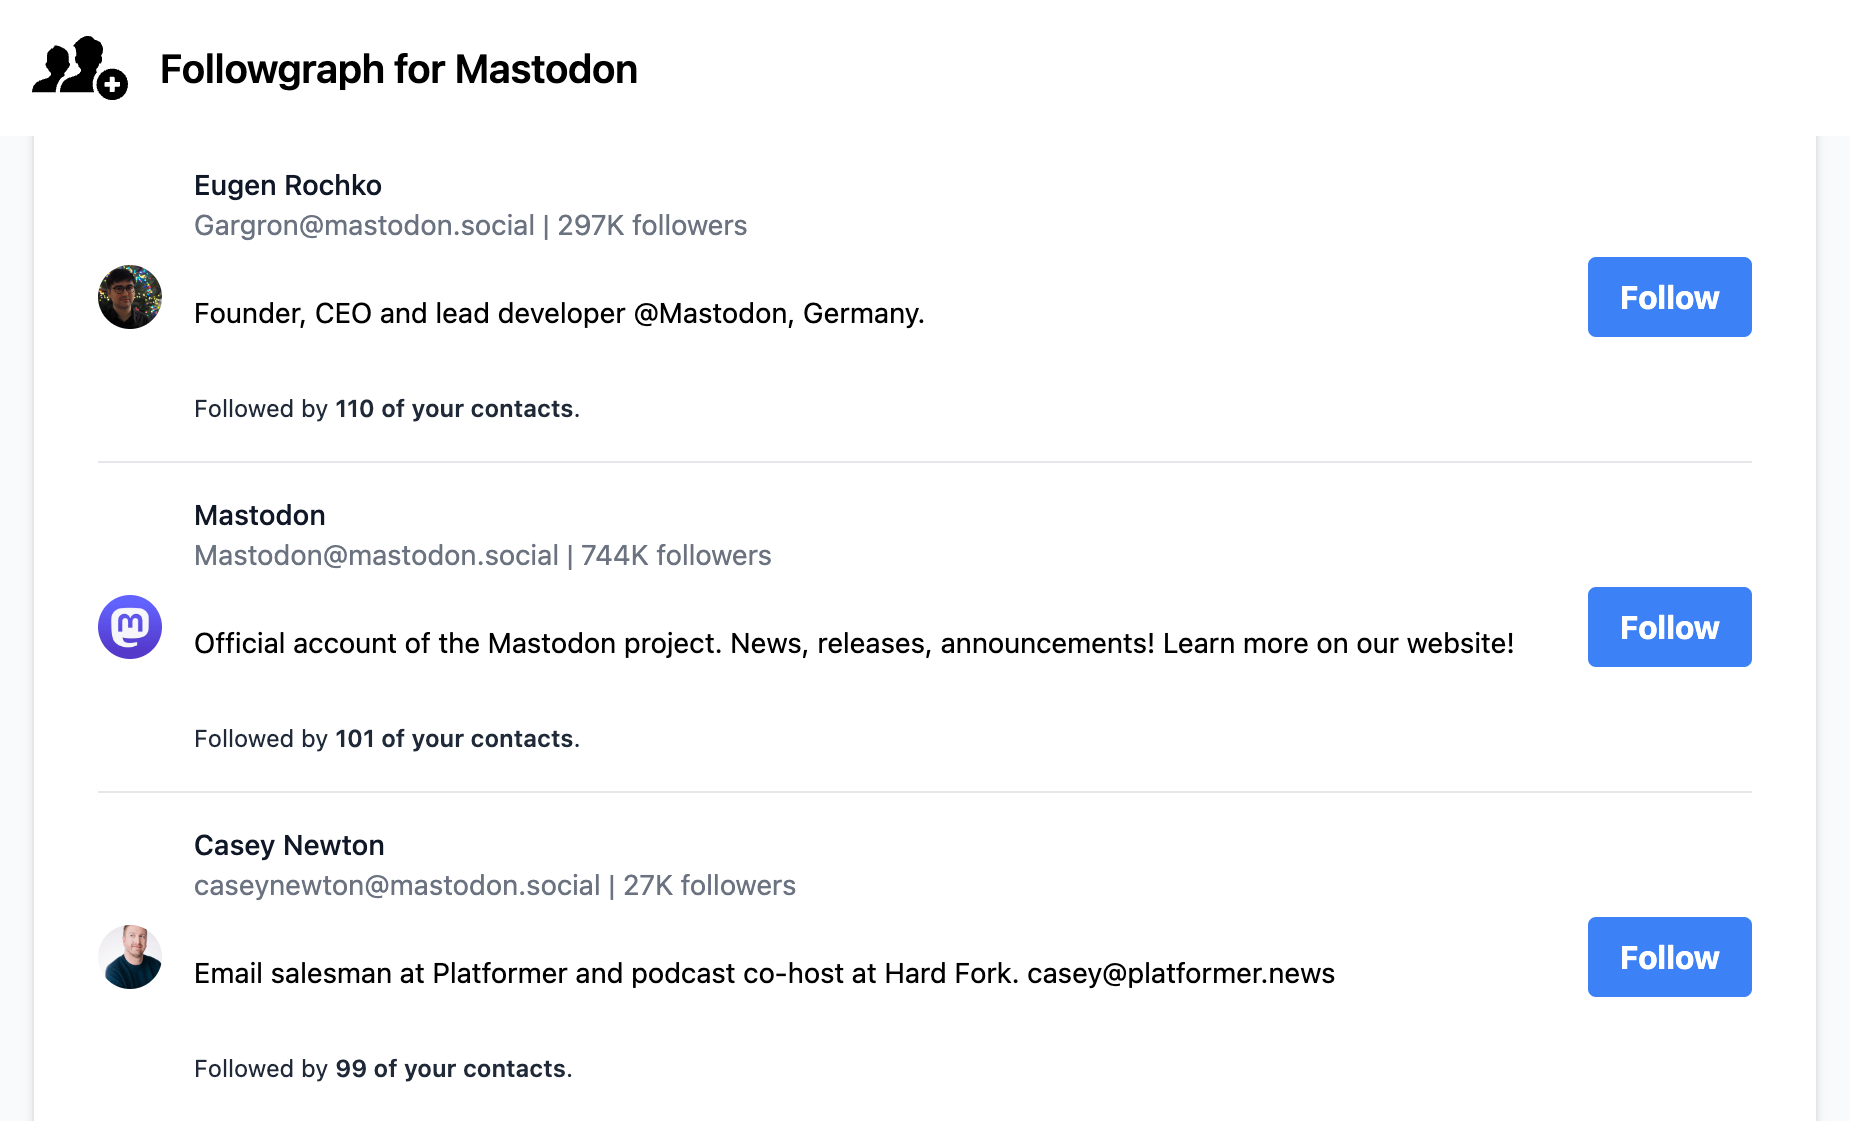 Followgraph for Mastodon
Eugen Rochko
Gargron@mastodon.social | 297K followers
Founder, CEO and lead developer @Mastodon, Germany.
Follow
Followed by 110 of your contacts.
Mastodon
Mastodon@mastodon.social | 744K followers
Official account of the Mastodon project. News, releases, announcements! Learn more on our website!
Follow
Followed by 101 of your contacts.
Casey Newton
caseynewton@mastodon.social | 27K followers
Email salesman at Platformer and podcast co-host at Hard Fork. casey@platformer.news
Follow
Followed by 99 of your contacts.